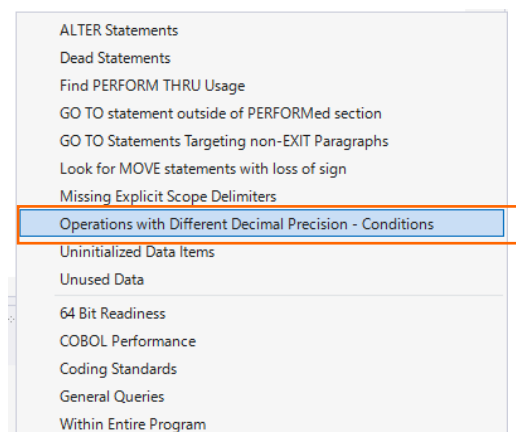 ALTER Statements
Dead Statements
Find PERFORM THRU Usage
GO TO statement outside of PERFORMed section
GO TO Statements Targeting non-EXIT Paragraphs
Look for MOVE statements with loss of sign
Missing Explicit Scope Delimiters
Operations with Different Decimal Precision - Conditions
Uninitialized Data Items
Unused Data
64 Bit Readiness
COBOL Performance
Coding Standards
General Queries
Within Entire Program